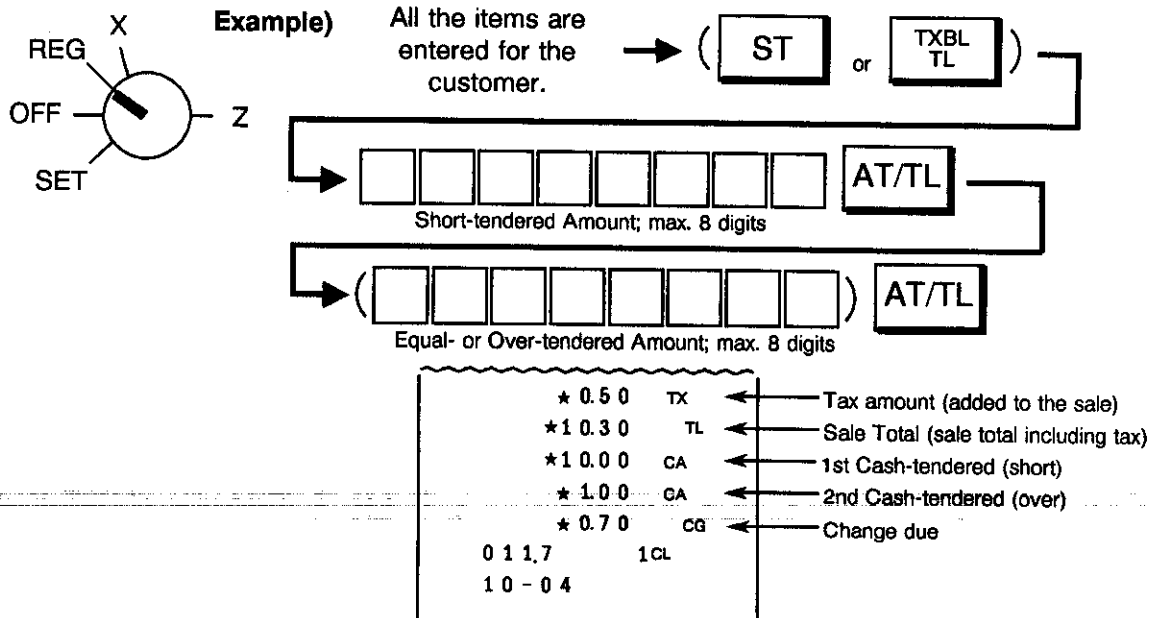 Example)
All the items are
entered for the
customer.
( ST or TXBL
TL )
X
REG
OFF
Z
SET
AT/TL
Short-tendered Amount; max. 8 digits
( ) AT/TL
Equal- or Over-tendered Amount; max. 8 digits
★0.50 TX Tax amount (added to the sale)
★10.30 TL Sale Total (sale total including tax)
★10.00 CA 1st Cash-tendered (short)
★1.00 CA 2nd Cash-tendered (over)
★0.70 CG Change due
011.7 1CL
10-04